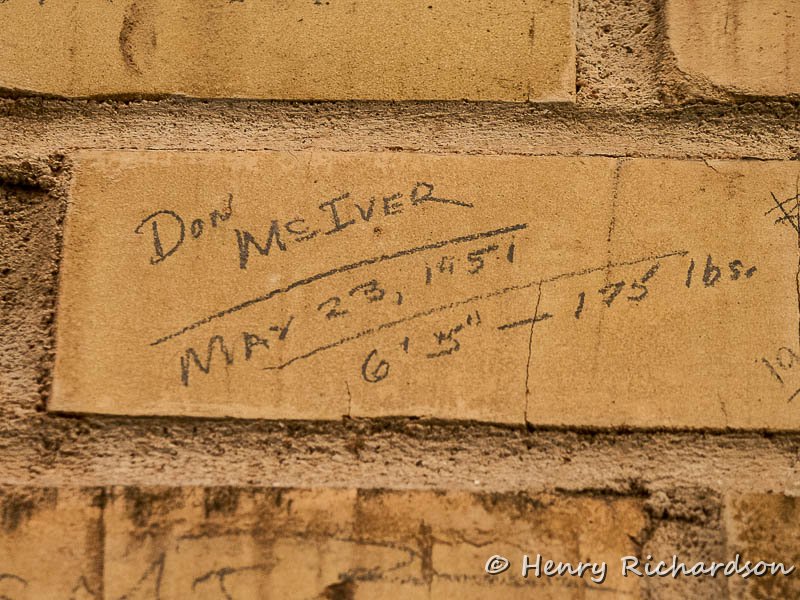 DON McIVER
MAY 23, 1951
6' 5" — 175 lbs.
© Henry Richardson